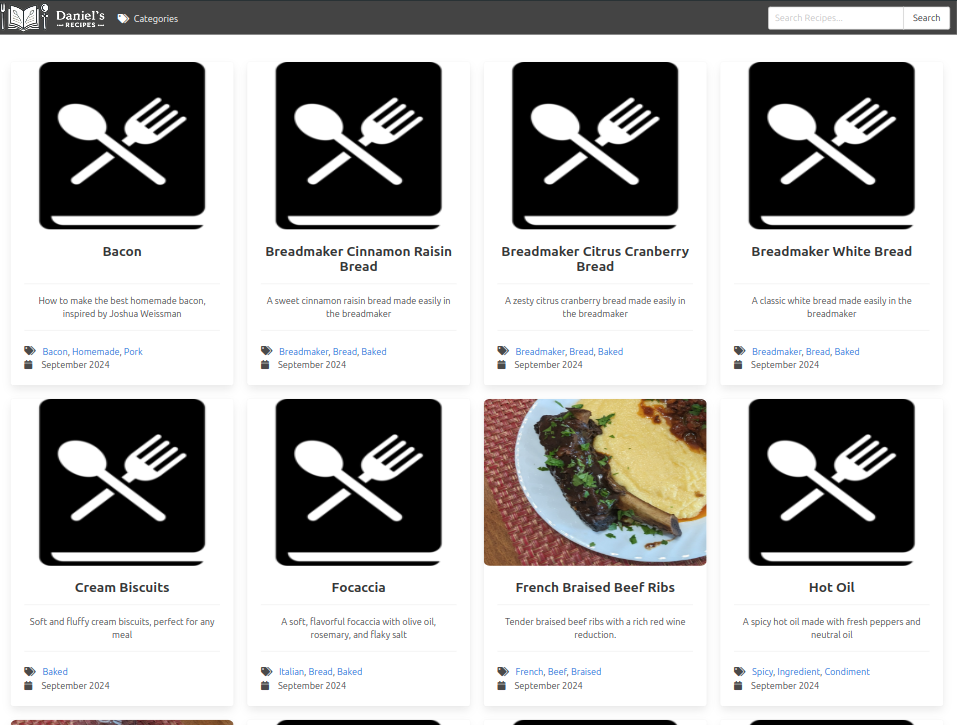 Daniel's
RECIPES
Categories
Search Recipes...
Search
Bacon
How to make the best homemade bacon,
inspired by Joshua Weissman
Bacon, Homemade, Pork
September 2024
Breadmaker Cinnamon Raisin
Bread
A sweet cinnamon raisin bread made easily in
the breadmaker
Breadmaker, Bread, Baked
September 2024
Breadmaker Citrus Cranberry
Bread
A zesty citrus cranberry bread made easily in
the breadmaker
Breadmaker, Bread, Baked
September 2024
Breadmaker White Bread
A classic white bread made easily in the
breadmaker
Breadmaker, Bread, Baked
September 2024
Cream Biscuits
Soft and fluffy cream biscuits, perfect for any
meal
Baked
September 2024
Focaccia
A soft, flavorful focaccia with olive oil,
rosemary, and flaky salt
Italian, Bread, Baked
September 2024
French Braised Beef Ribs
Tender braised beef ribs with a rich red wine
reduction.
French, Beef, Braised
September 2024
Hot Oil
A spicy hot oil made with fresh peppers and
neutral oil
Spicy, Ingredient, Condiment
September 2024